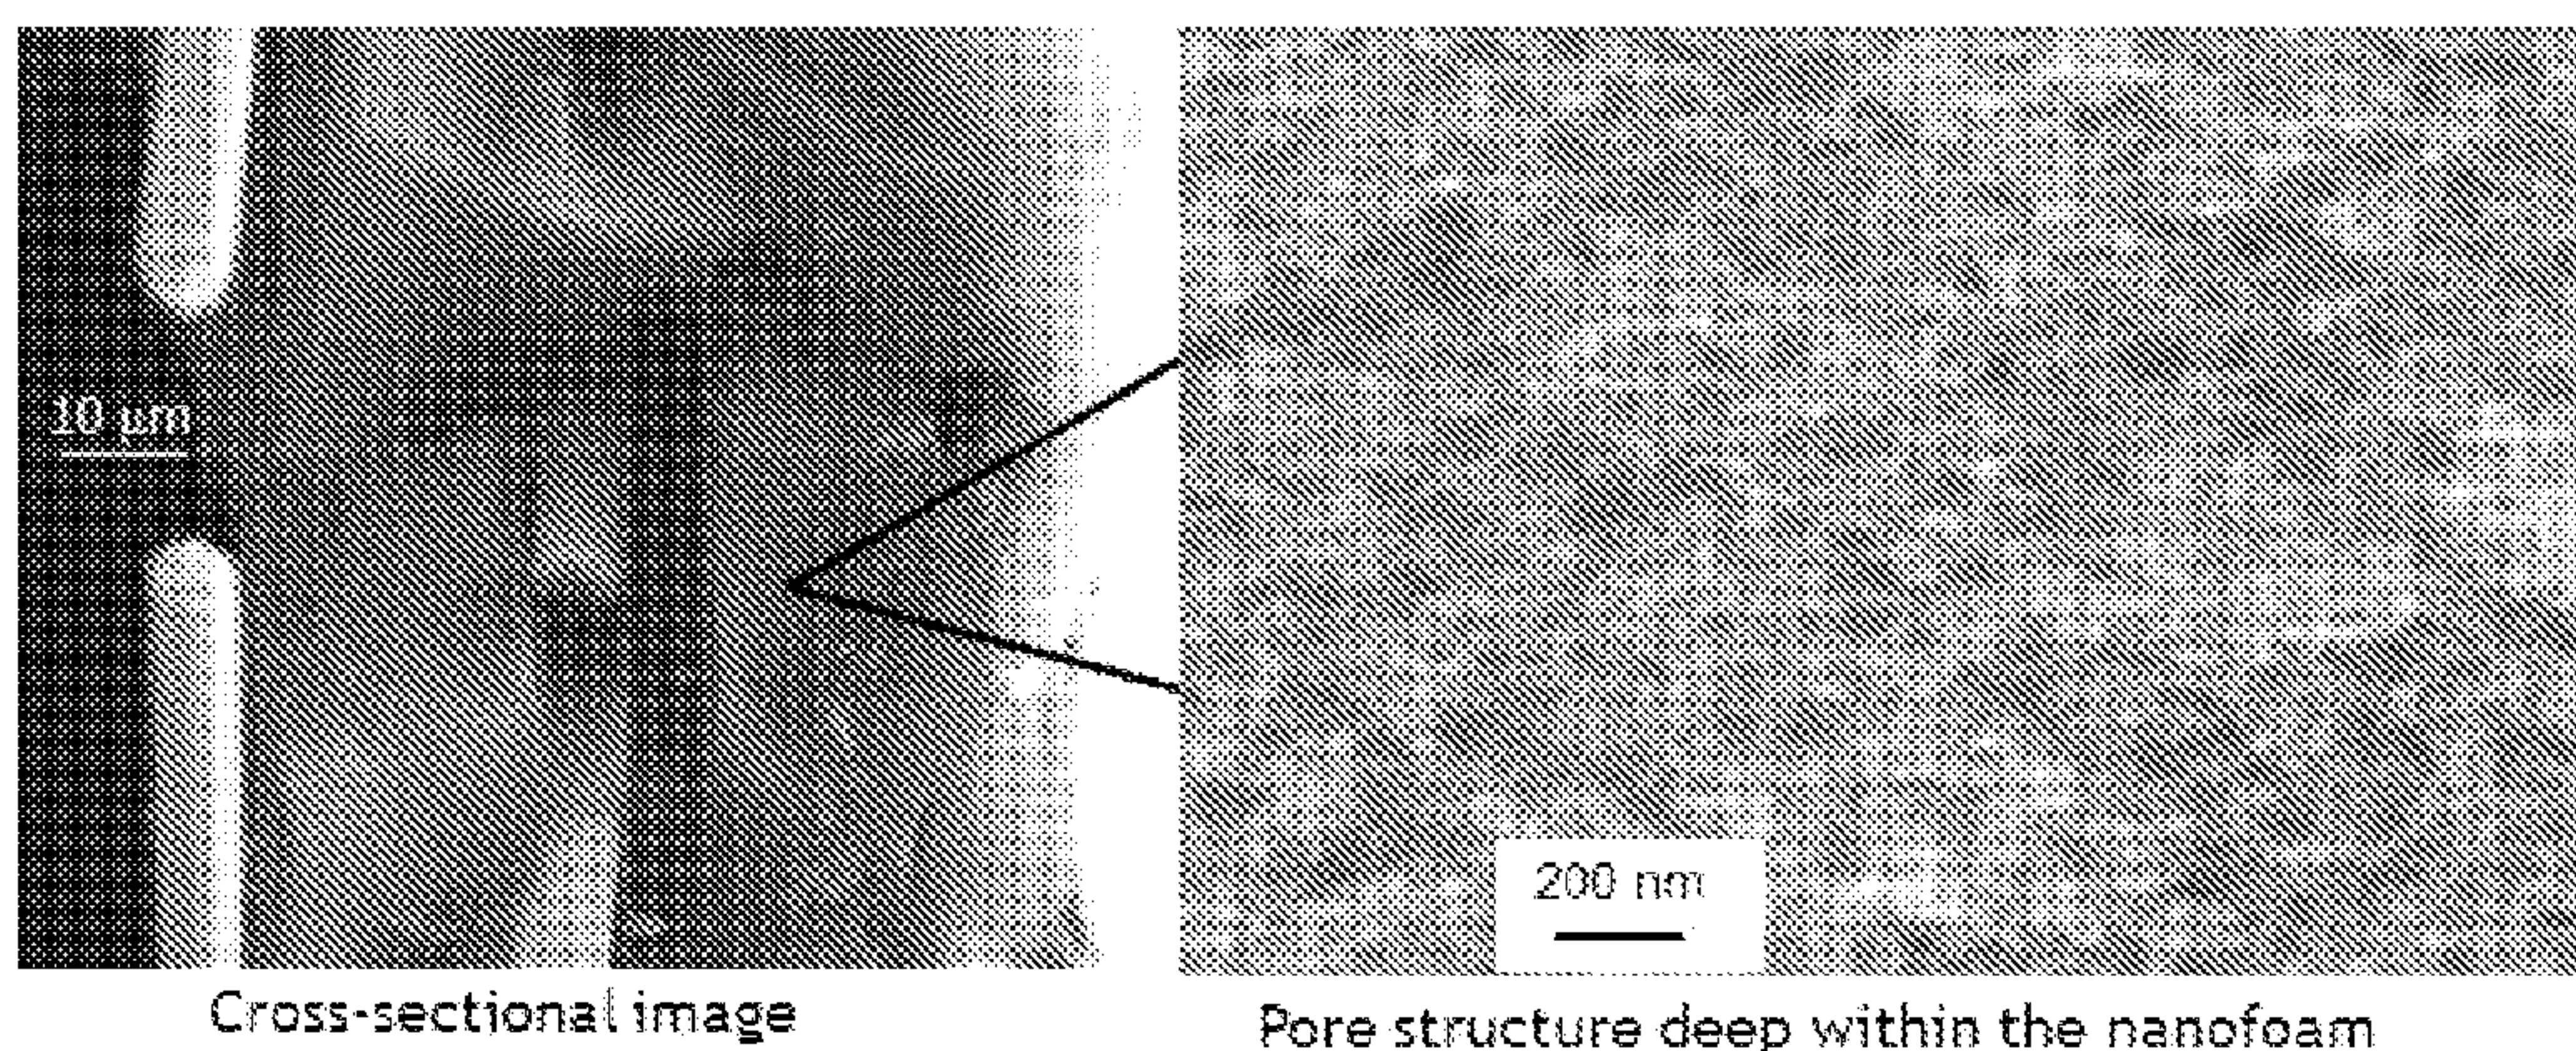 10 µm
200 nm
Cross-sectional image
Pore structure deep within the nanofoam